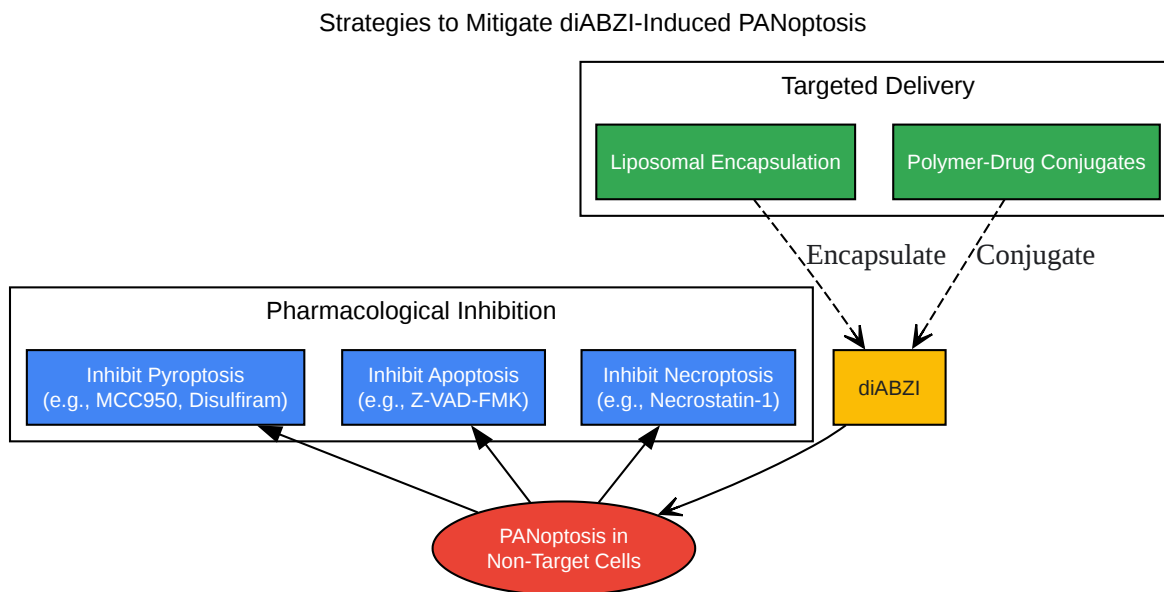 Strategies to Mitigate diABZI-Induced PANoptosis
Targeted Delivery
Liposomal Encapsulation
Polymer-Drug Conjugates
Encapsulate
Conjugate
Pharmacological Inhibition
Inhibit Pyroptosis
(e.g., MCC950, Disulfiram)
Inhibit Apoptosis
(e.g., Z-VAD-FMK)
Inhibit Necroptosis
(e.g., Necrostatin-1)
diABZI
PANoptosis in
Non-Target Cells